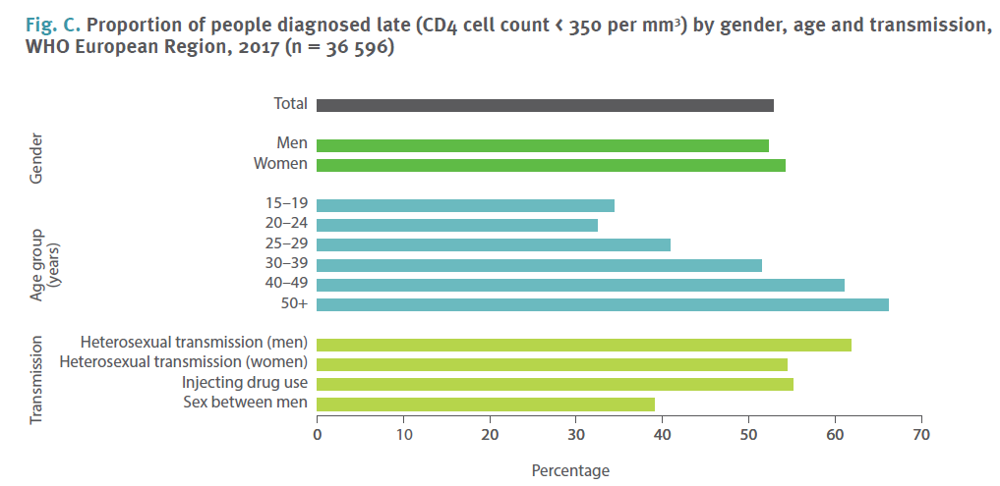 Fig. C. Proportion of people diagnosed late (CD4 cell count < 350 per mm³) by gender, age and transmission,
WHO European Region, 2017 (n = 36 596)
Total
Gender
Men
Women
Age group
(years)
15–19
20–24
25–29
30–39
40–49
50+
Transmission
Heterosexual transmission (men)
Heterosexual transmission (women)
Injecting drug use
Sex between men
0 10 20 30 40 50 60 70
Percentage